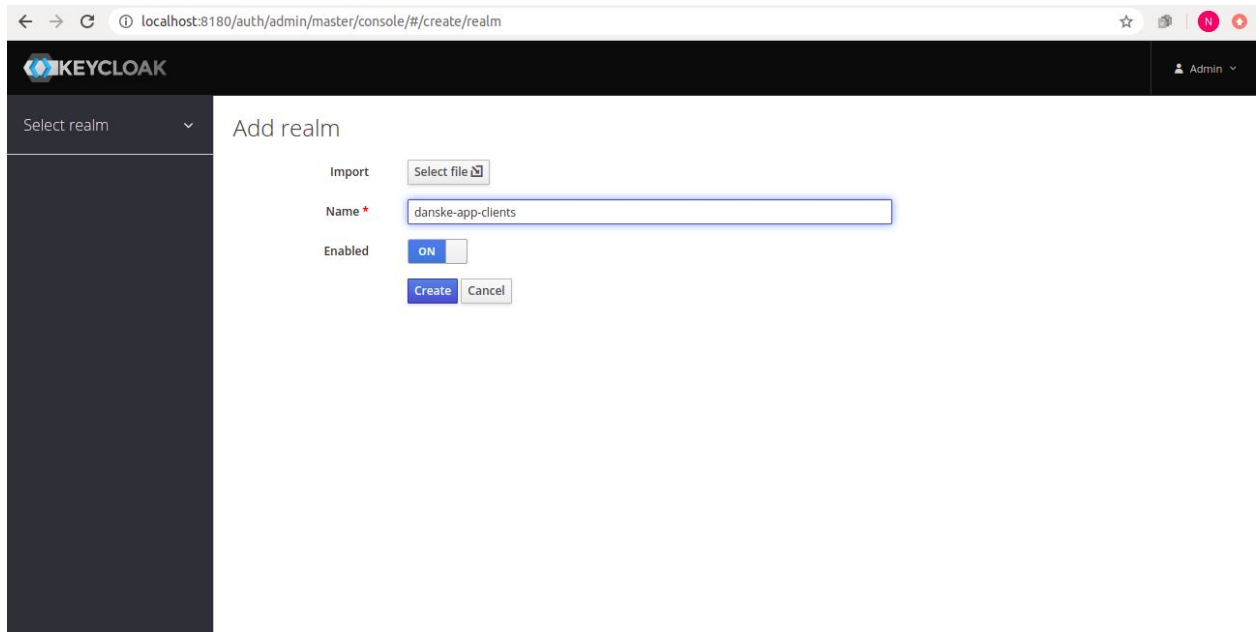 localhost:8180/auth/admin/master/console/#/create/realm
N
KEYCLOAK
Admin
Select realm
Add realm
Import Select file
Name * danske-app-clients
Enabled ON
Create Cancel